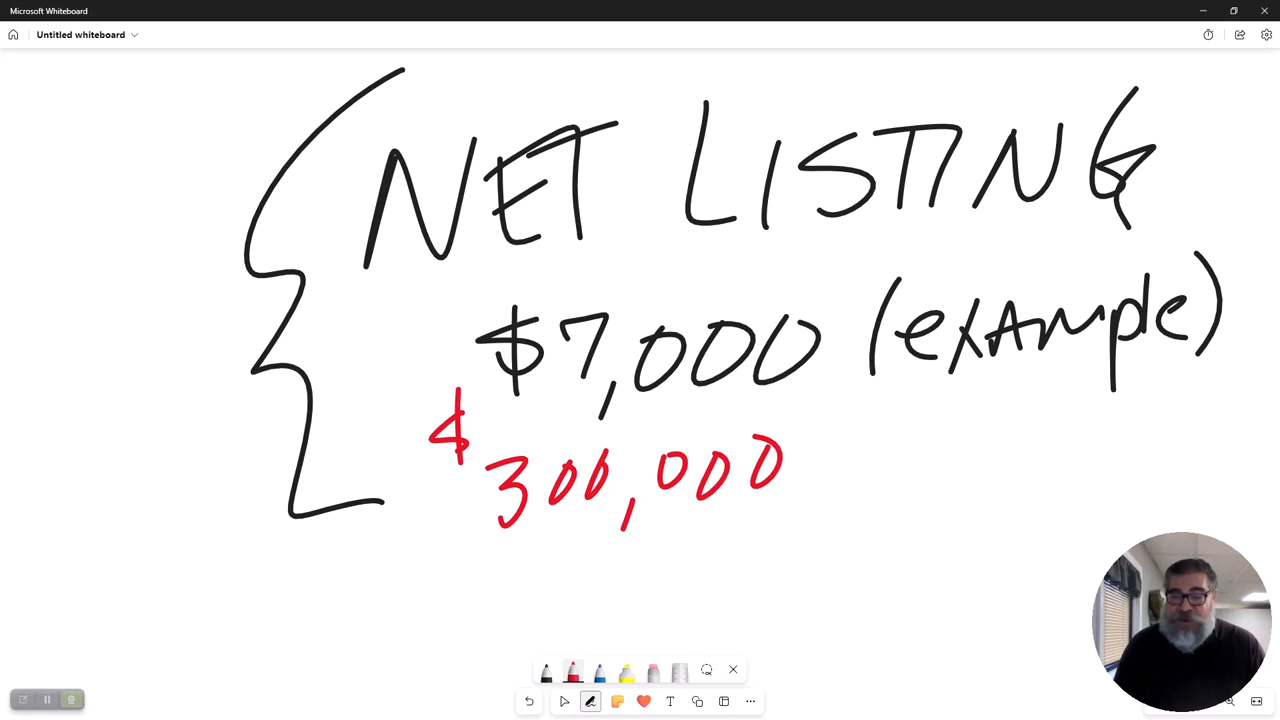 Microsoft Whiteboard
Untitled whiteboard
NET LISTING
$7,000 (example)
$300,000
T